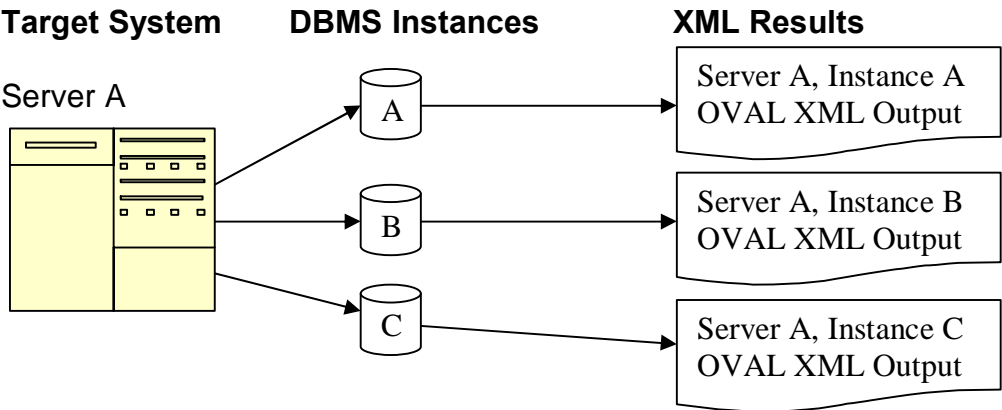 Target System
DBMS Instances
XML Results
Server A
A
Server A, Instance A
OVAL XML Output
B
Server A, Instance B
OVAL XML Output
C
Server A, Instance C
OVAL XML Output